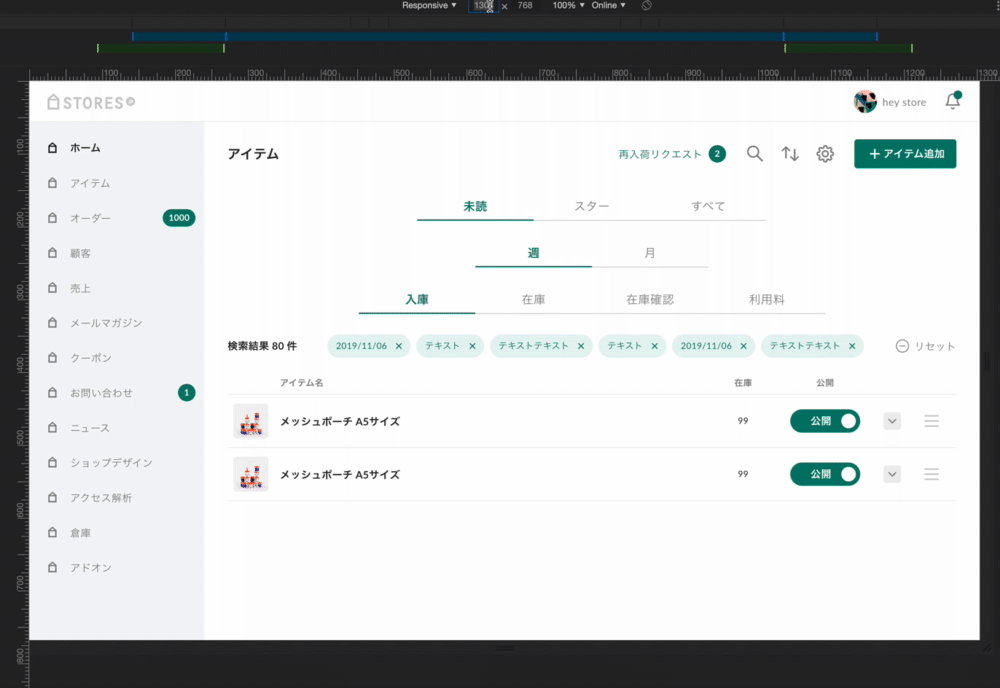 Responsive ▼ × 768 100% ▼ Online ▼
100 200 300 400 500 600 700 800 900 1000 1100 1200 1300
STORES
hey store
ホーム
アイテム
オーダー 1000
顧客
売上
メールマガジン
クーポン
お問い合わせ 1
ニュース
ショップデザイン
アクセス解析
倉庫
アドオン
アイテム 再入荷リクエスト 2 + アイテム追加
未読 スター すべて
週 月
入庫 在庫 在庫確認 利用料
検索結果 80 件 2019/11/06 × テキスト × テキストテキスト × テキスト × 2019/11/06 × テキストテキスト × リセット
アイテム名 在庫 公開
メッシュポーチ A5サイズ 99 公開
メッシュポーチ A5サイズ 99 公開
100
200
300
400
500
600
700
800